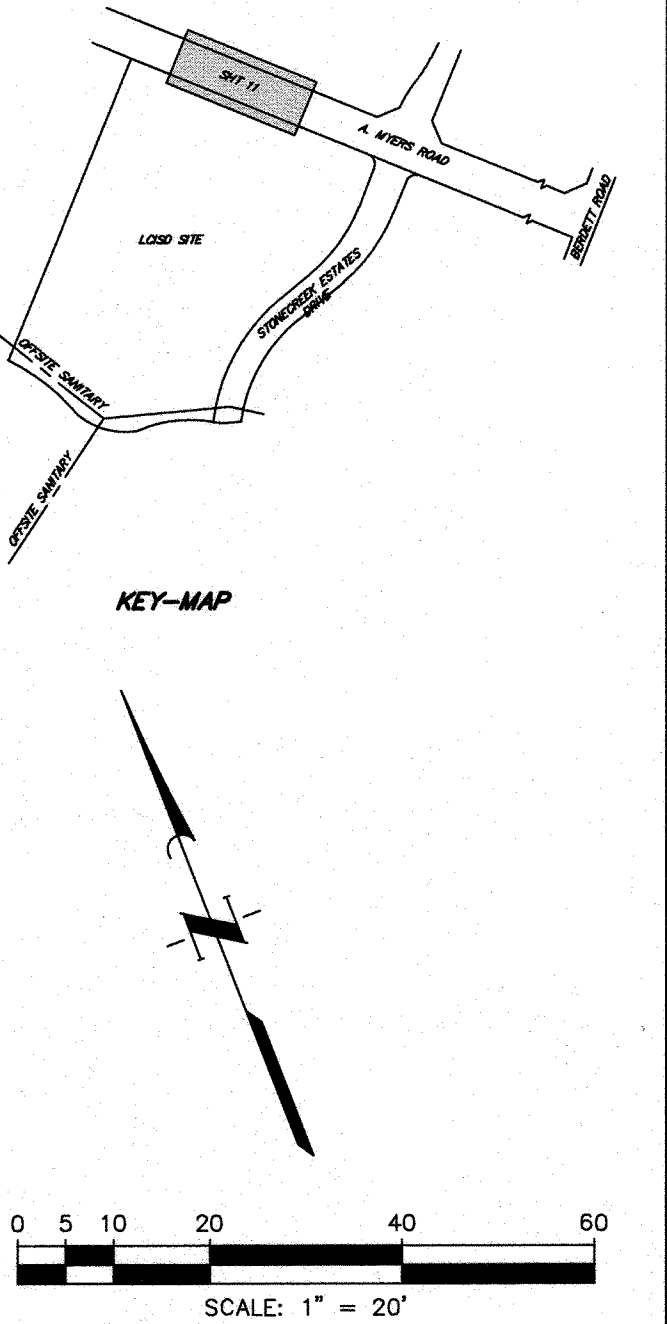 SHT 11
A. MYERS ROAD
BERDETT ROAD
LCISD SITE
STONECREEK ESTATES
DRIVE
OFFSITE SANITARY
OFFSITE SANITARY
KEY-MAP
N
0 5 10 20 40 60
SCALE: 1" = 20'